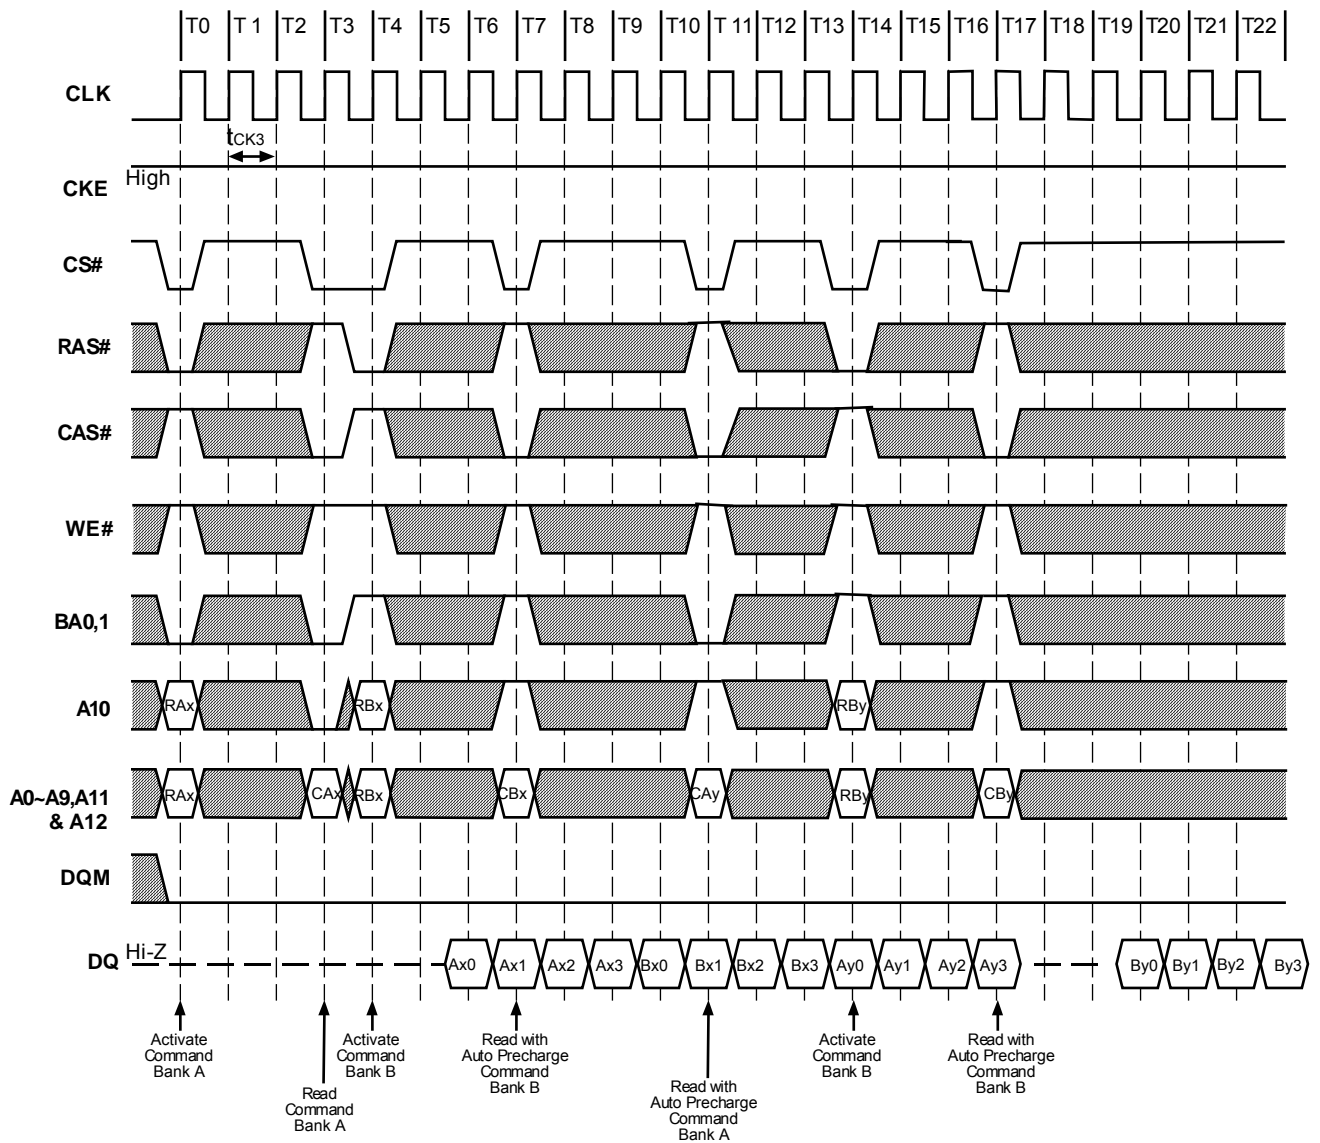 T0 T 1 T2 T3 T4 T5 T6 T7 T8 T9 T10 T 11 T12 T13 T14 T15 T16 T17 T18 T19 T20 T21 T22
CLK
tCK3
High
CKE
CS#
RAS#
CAS#
WE#
BA0,1
A10
RAx RBx RBy
A0~A9,A11
& A12
RAx CAx RBx CBx CAy RBy CBy
DQM
DQ
Hi-Z
Ax0 Ax1 Ax2 Ax3 Bx0 Bx1 Bx2 Bx3 Ay0 Ay1 Ay2 Ay3 By0 By1 By2 By3
Activate
Command
Bank A
Read
Command
Bank A
Activate
Command
Bank B
Read with
Auto Precharge
Command
Bank B
Read with
Auto Precharge
Command
Bank A
Activate
Command
Bank B
Read with
Auto Precharge
Command
Bank B